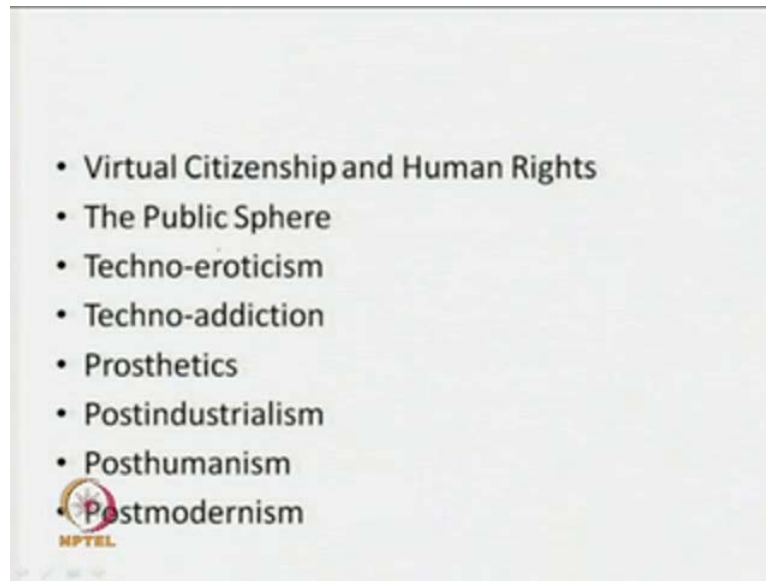 • Virtual Citizenship and Human Rights
• The Public Sphere
• Techno-eroticism
• Techno-addiction
• Prosthetics
• Postindustrialism
• Posthumanism
• Postmodernism
NPTEL